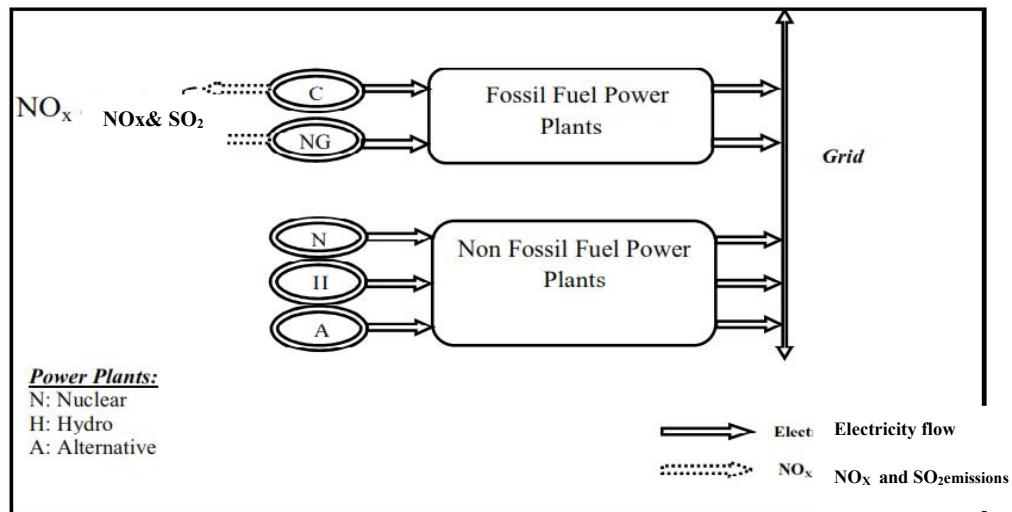 NOx
NOx& SO2
C
Fossil Fuel Power
Plants
NG
Grid
N
Non Fossil Fuel Power
Plants
H
A
Power Plants:
N: Nuclear
H: Hydro
A: Alternative
Elect
Electricity flow
NOx
NOX and SO2emissions